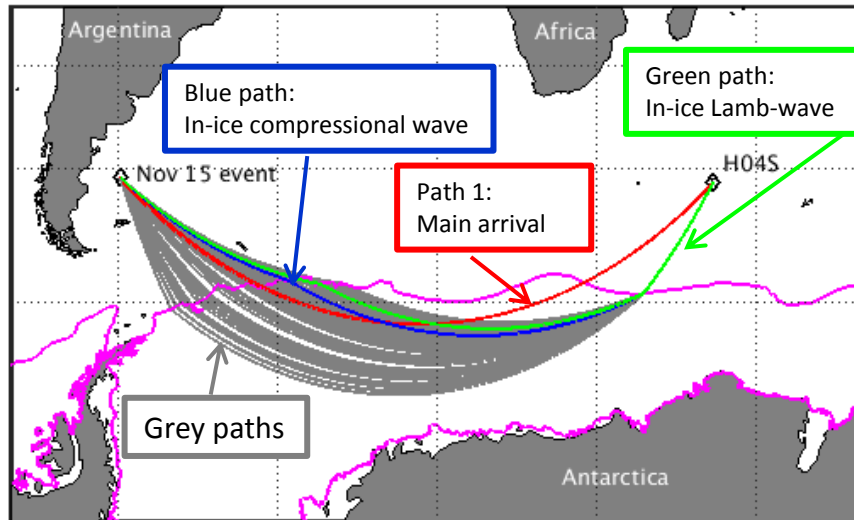 Argentina
Africa
Blue path:
In-ice compressional wave
Green path:
In-ice Lamb-wave
Nov 15 event
Path 1:
Main arrival
H04S
Grey paths
Antarctica